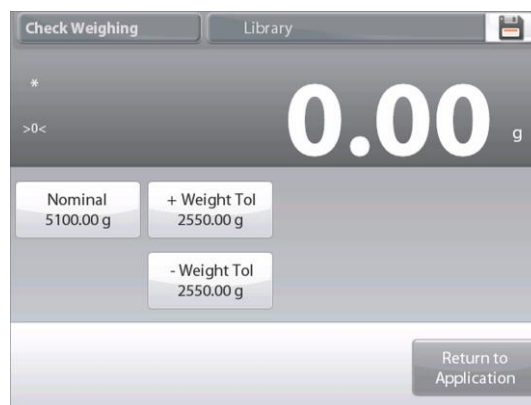 Check Weighing
Library
*
>0<
0.00 g
Nominal
5100.00 g
+ Weight Tol
2550.00 g
- Weight Tol
2550.00 g
Return to
Application